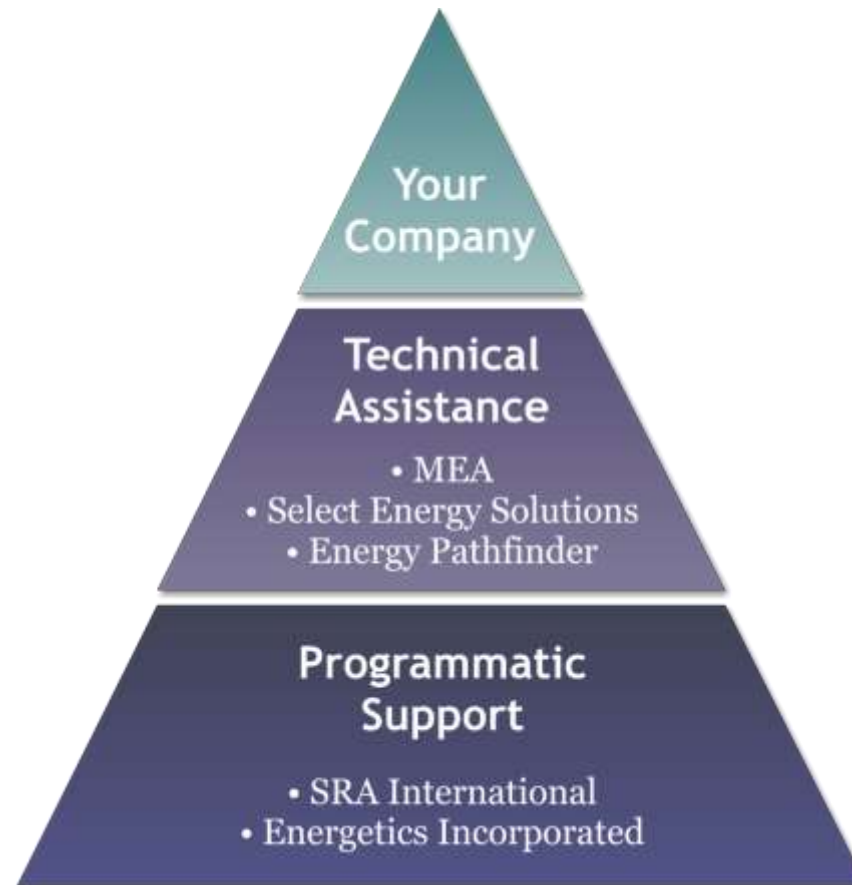 Your
Company
Technical
Assistance
• MEA
• Select Energy Solutions
• Energy Pathfinder
Programmatic
Support
• SRA International
• Energetics Incorporated